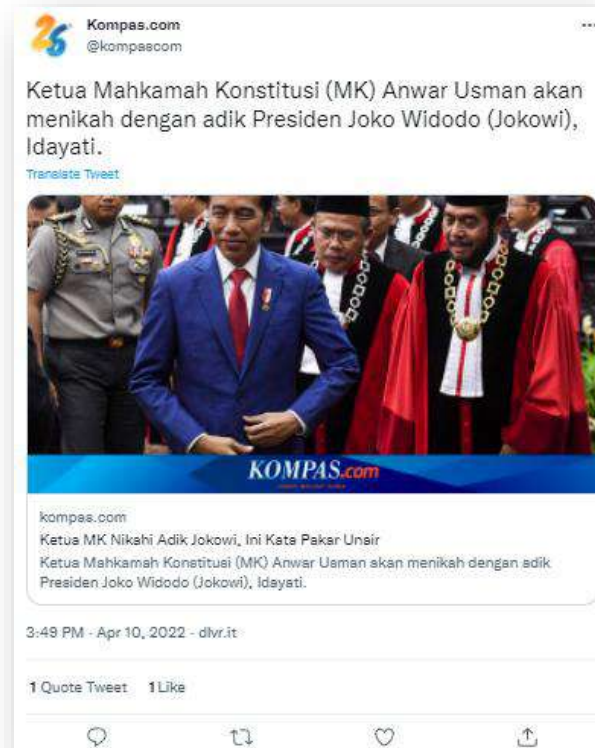 26
Kompas.com
@kompascom
Ketua Mahkamah Konstitusi (MK) Anwar Usman akan
menikah dengan adik Presiden Joko Widodo (Jokowi),
Idayati.
Translate Tweet
KOMPAS.com
kompas.com
Ketua MK Nikahi Adik Jokowi, Ini Kata Pakar Unair
Ketua Mahkamah Konstitusi (MK) Anwar Usman akan menikah dengan adik
Presiden Joko Widodo (Jokowi), Idayati.
3:49 PM · Apr 10, 2022 · dlvr.it
1 Quote Tweet 1 Like